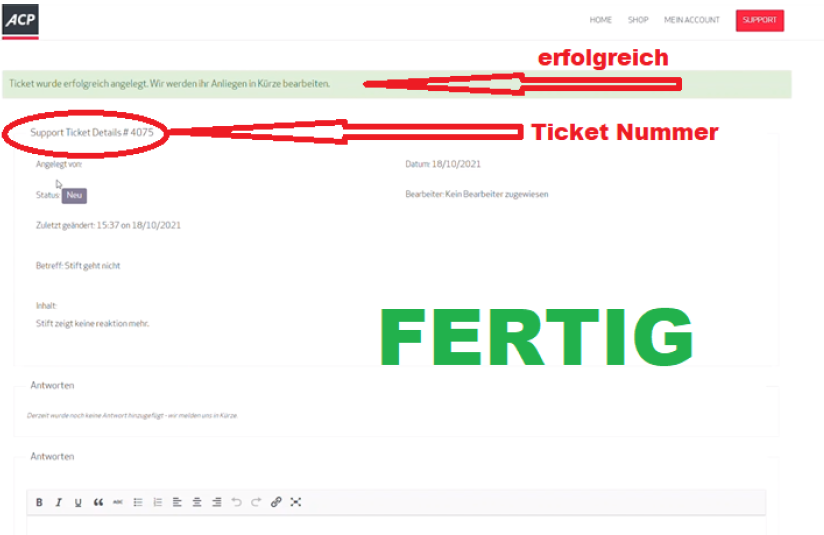 ACP
HOME SHOP MEIN ACCOUNT SUPPORT
erfolgreich
Ticket wurde erfolgreich angelegt. Wir werden ihr Anliegen in Kürze bearbeiten.
Support Ticket Details # 4075
Ticket Nummer
Angelegt von:
Datum: 18/10/2021
Status: Neu
Bearbeiter: Kein Bearbeiter zugewiesen
Zuletzt geändert: 15:37 on 18/10/2021
Betreff: Stift geht nicht
Inhalt:
Stift zeigt keine reaktion mehr.
FERTIG
Antworten
Derzeit wurde noch keine Antwort hinzugefügt - wir melden uns in Kürze
Antworten
B I U ABC